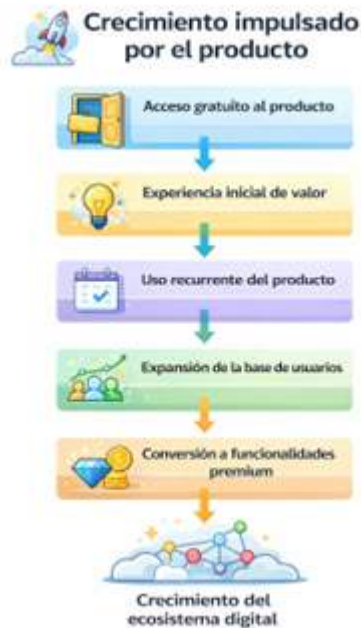 Crecimiento impulsado
por el producto
Acceso gratuito al producto
Experiencia inicial de valor
Uso recurrente del producto
Expansión de la base de usuarios
Conversión a funcionalidades
premium
Crecimiento del
ecosistema digital